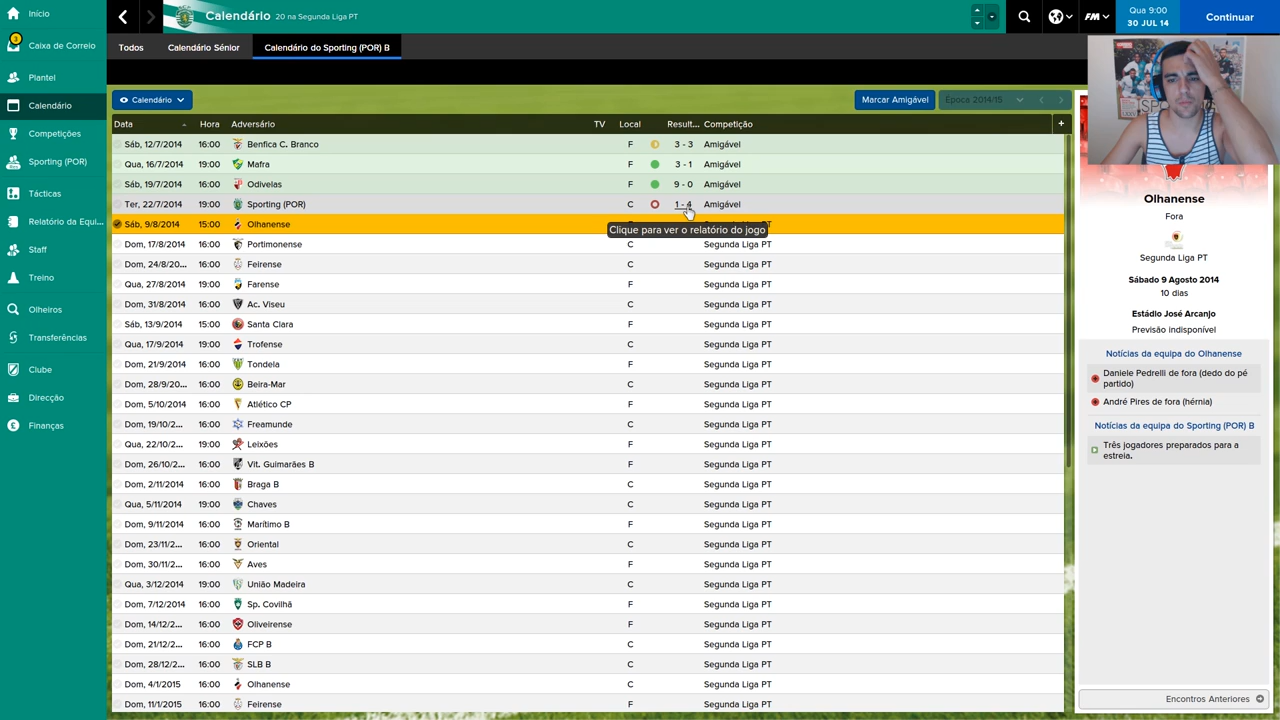 Início
Caixa de Correio
3
Plantel
Calendário
Competições
Sporting (POR)
Tácticas
Relatório da Equi...
Staff
Treino
Olheiros
Transferências
Clube
Direcção
Finanças
Calendário 20 na Segunda Liga PT
FM
Qua 9:00
30 JUL 14
Continuar
Todos Calendário Sénior Calendário do Sporting (POR) B
Calendário Marcar Amigável Época 2014/15
Data Hora Adversário TV Local Result... Competição +
Sáb, 12/7/2014 16:00 Benfica C. Branco F 3 - 3 Amigável
Qua, 16/7/2014 19:00 Mafra F 3 - 1 Amigável
Sáb, 19/7/2014 16:00 Odivelas F 9 - 0 Amigável
Ter, 22/7/2014 19:00 Sporting (POR) C 1 - 4 Amigável
Sáb, 9/8/2014 15:00 Olhanense
Clique para ver o relatório do jogo
Dom, 17/8/2014 16:00 Portimonense C Segunda Liga PT
Dom, 24/8/20... 16:00 Feirense C Segunda Liga PT
Qua, 27/8/2014 19:00 Farense F Segunda Liga PT
Dom, 31/8/2014 16:00 Ac. Viseu C Segunda Liga PT
Sáb, 13/9/2014 15:00 Santa Clara F Segunda Liga PT
Qua, 17/9/2014 19:00 Trofense C Segunda Liga PT
Dom, 21/9/2014 16:00 Tondela F Segunda Liga PT
Dom, 28/9/20... 16:00 Beira-Mar C Segunda Liga PT
Dom, 5/10/2014 16:00 Atlético CP F Segunda Liga PT
Dom, 19/10/2... 16:00 Freamunde C Segunda Liga PT
Qua, 22/10/... 19:00 Leixões F Segunda Liga PT
Dom, 26/10/2... 16:00 Vit. Guimarães B F Segunda Liga PT
Dom, 2/11/2014 16:00 Braga B C Segunda Liga PT
Qua, 5/11/2014 19:00 Chaves C Segunda Liga PT
Dom, 9/11/2014 16:00 Marítimo B F Segunda Liga PT
Dom, 23/11/2... 16:00 Oriental C Segunda Liga PT
Dom, 30/11/2... 16:00 Aves F Segunda Liga PT
Qua, 3/12/2014 19:00 União Madeira C Segunda Liga PT
Dom, 7/12/2014 16:00 Sp. Covilhã F Segunda Liga PT
Dom, 14/12/2... 16:00 Oliveirense F Segunda Liga PT
Dom, 21/12/2... 16:00 FCP B C Segunda Liga PT
Dom, 28/12/2... 16:00 SLB B C Segunda Liga PT
Dom, 4/1/2015 16:00 Olhanense C Segunda Liga PT
Dom, 11/1/2015 16:00 Feirense F Segunda Liga PT
Olhanense
Fora
Segunda Liga PT
Sábado 9 Agosto 2014
10 dias
Estádio José Arcanjo
Previsão indisponível
Notícias da equipa do Olhanense
Daniele Pedrelli de fora (dedo do pé
partido)
André Pires de fora (hérnia)
Notícias da equipa do Sporting (POR) B
Três jogadores preparados para a
estreia.
Encontros Anteriores